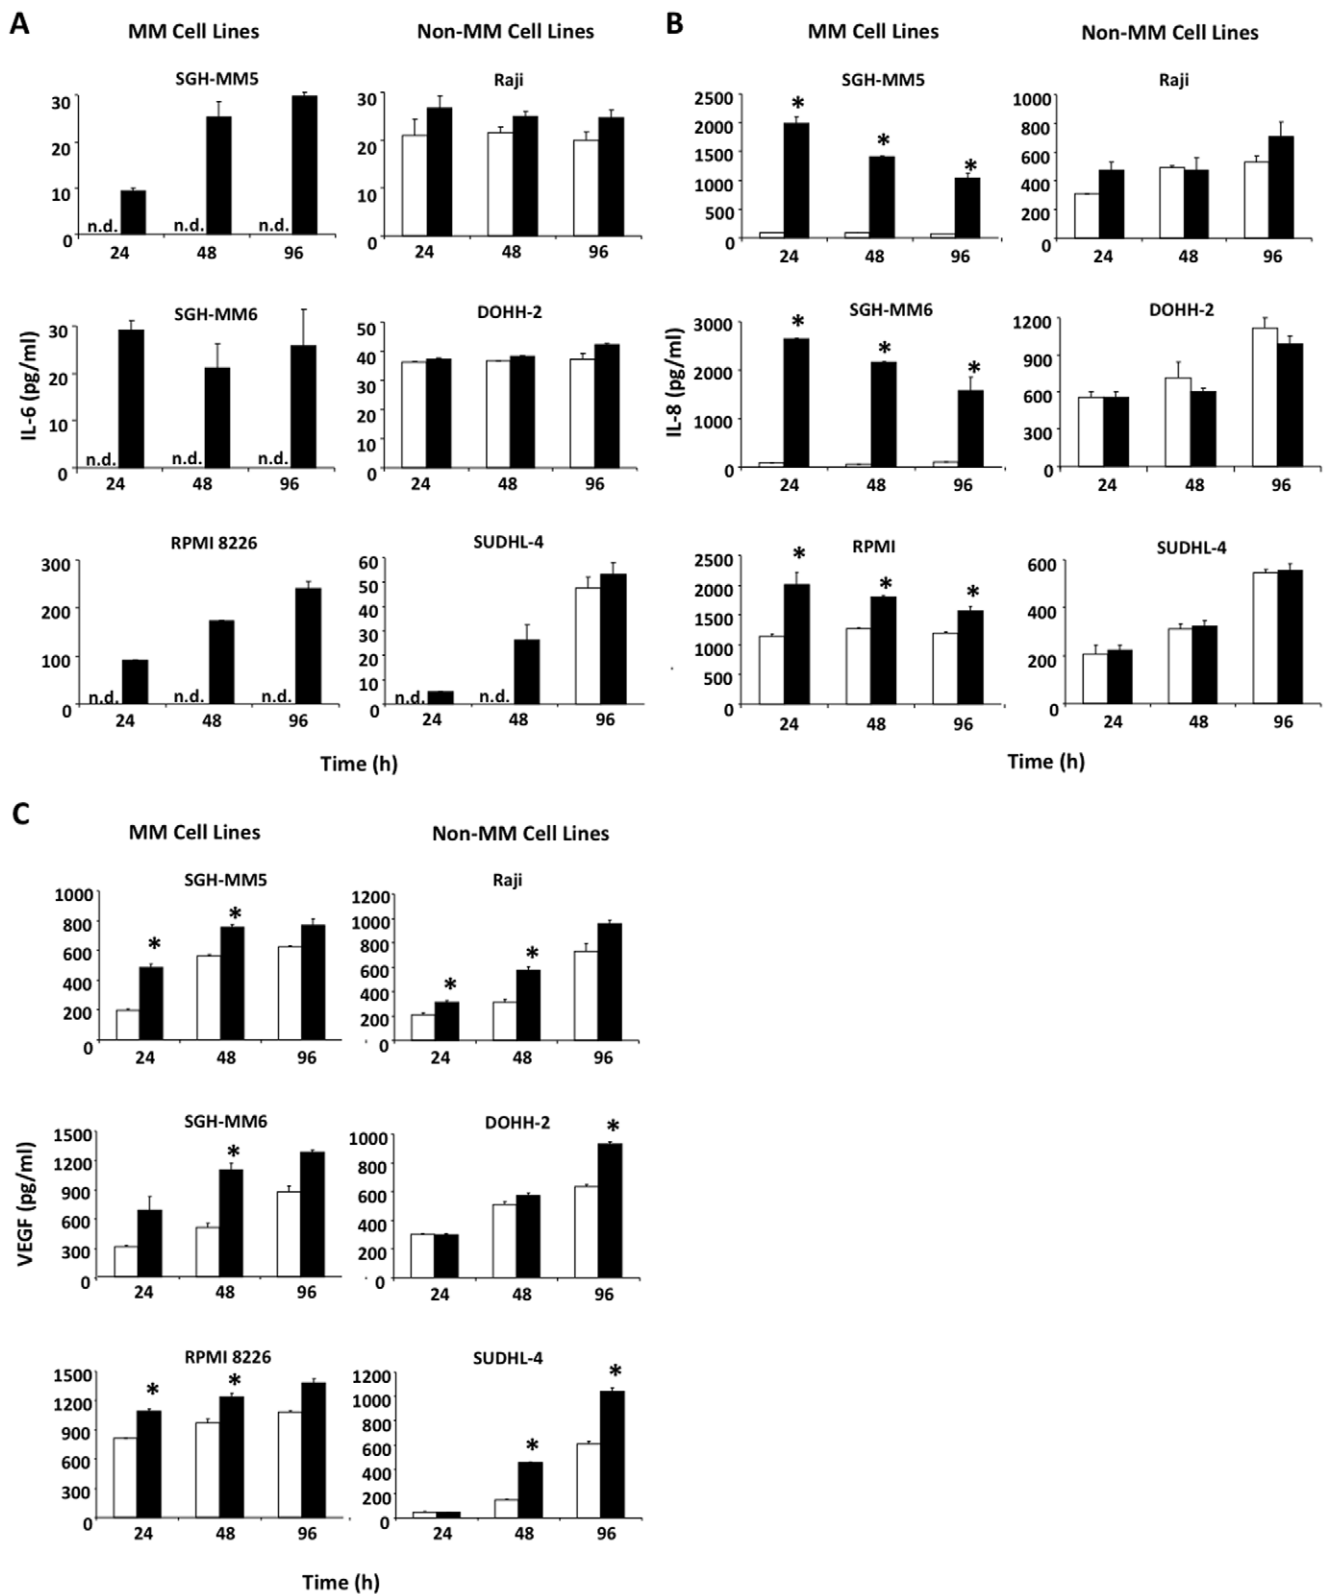 A
MM Cell Lines
Non-MM Cell Lines
SGH-MM5
30
20
10
0
n.d. n.d. n.d.
24 48 96
Raji
30
20
10
0
24 48 96
IL-6 (pg/ml)
SGH-MM6
30
20
10
0
n.d. n.d. n.d.
24 48 96
DOHH-2
50
40
30
20
10
0
24 48 96
RPMI 8226
300
200
100
0
n.d. n.d. n.d.
24 48 96
SUDHL-4
60
50
40
30
20
10
0
n.d. n.d.
24 48 96
Time (h)
B
MM Cell Lines
Non-MM Cell Lines
SGH-MM5
2500
2000
1500
1000
500
0
* * *
24 48 96
Raji
1000
800
600
400
200
0
24 48 96
IL-8 (pg/ml)
SGH-MM6
3000
2000
1000
0
* * *
24 48 96
DOHH-2
1200
900
600
300
0
24 48 96
RPMI
2500
2000
1500
1000
500
0
* * *
24 48 96
SUDHL-4
600
400
200
0
24 48 96
Time (h)
C
MM Cell Lines
Non-MM Cell Lines
SGH-MM5
1000
800
600
400
200
0
* *
24 48 96
Raji
1200
1000
800
600
400
200
0
* *
24 48 96
VEGF (pg/ml)
SGH-MM6
1500
1200
900
600
300
0
*
24 48 96
DOHH-2
1000
800
600
400
200
0
*
24 48 96
RPMI 8226
1500
1200
900
600
300
0
* *
24 48 96
SUDHL-4
1200
1000
800
600
400
200
0
* *
24 48 96
Time (h)